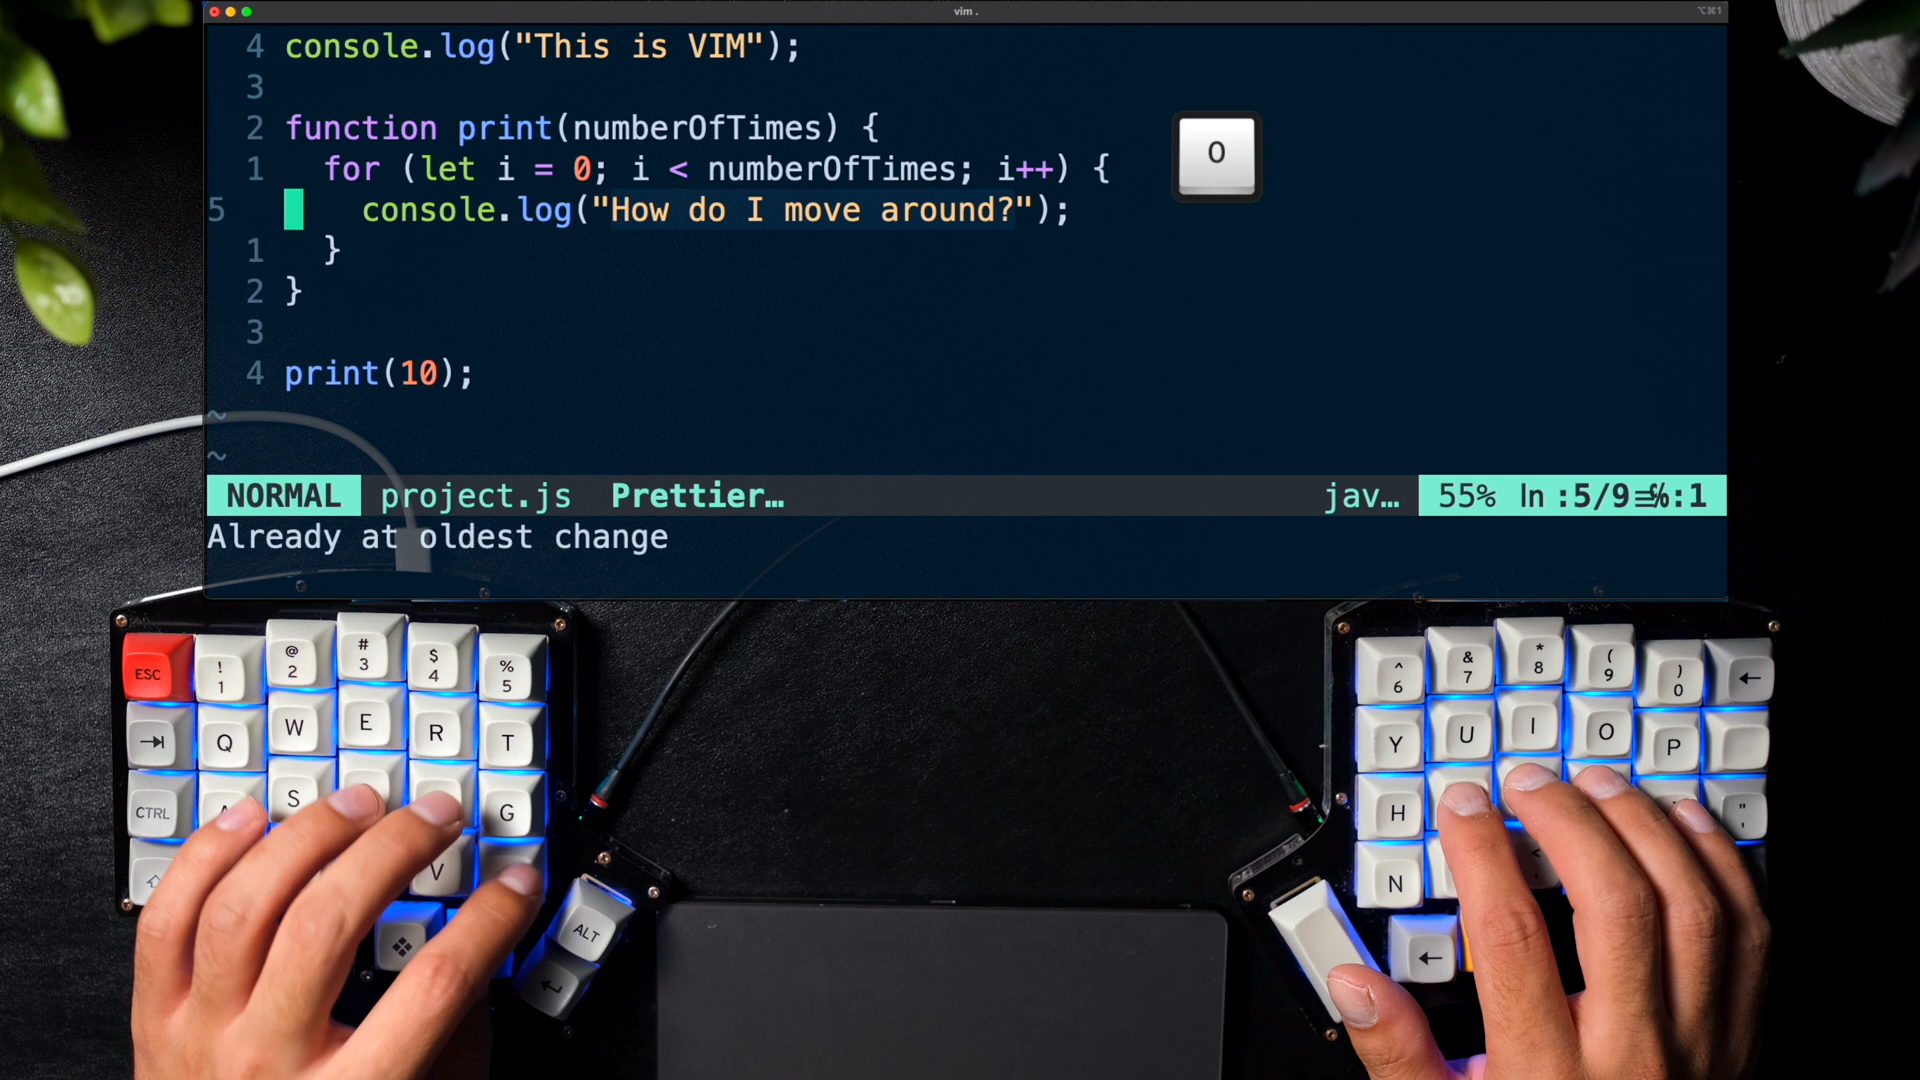 vim .
⌥⌘1
4 console.log("This is VIM");
3
2 function print(numberOfTimes) {
1 for (let i = 0; i < numberOfTimes; i++) {
5 console.log("How do I move around?");
1 }
2 }
3
4 print(10);
~
~
0
NORMAL project.js Prettier… jav… 55% ln :5/9≡℅:1
Already at oldest change
ESC ! 1 @ 2 # 3 $ 4 % 5
^ 6 & 7 * 8 ( 9 ) 0 ←
Q W E R T
Y U I O P
CTRL S G
H " '
V
N <
ALT
←